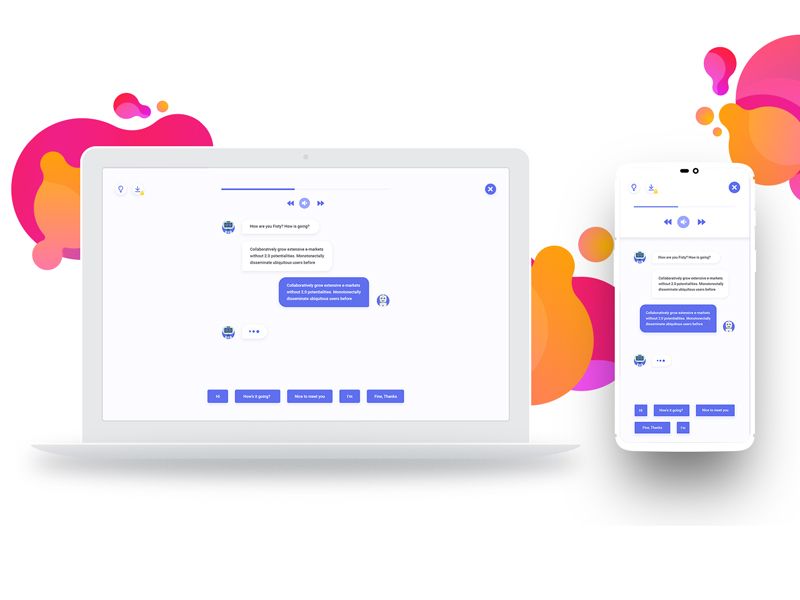 How are you Fisty? How is going?
Collaboratively grow extensive e-markets
without 2.0 potentialities. Monotonectally
disseminate ubiquitous users before
Collaboratively grow extensive e-markets
without 2.0 potentialities. Monotonectally
disseminate ubiquitous users before
Hi
How's it going?
Nice to meet you
I'm
Fine, Thanks
How are you Fisty? How is going?
Collaboratively grow extensive e-markets
without 2.0 potentialities. Monotonectally
disseminate ubiquitous users before
Collaboratively grow extensive e-markets
without 2.0 potentialities. Monotonectally
disseminate ubiquitous users before
Hi
How's it going?
Nice to meet you
Fine, Thanks
I'm